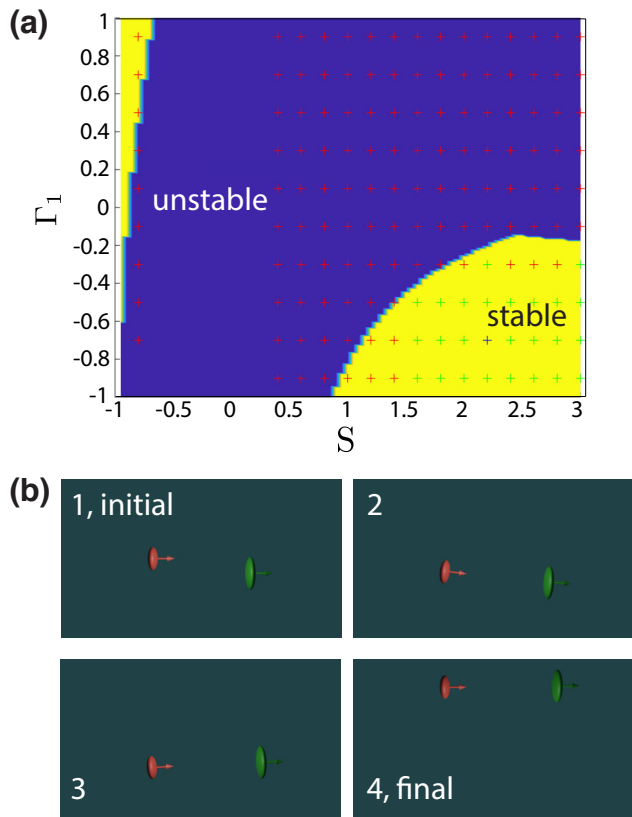 (a)
1
0.8
0.6
0.4
0.2
0
-0.2
-0.4
-0.6
-0.8
-1
Γ1
unstable
stable
-1 -0.5 0 0.5 1 1.5 2 2.5 3
S
(b)
1, initial
2
3
4, final